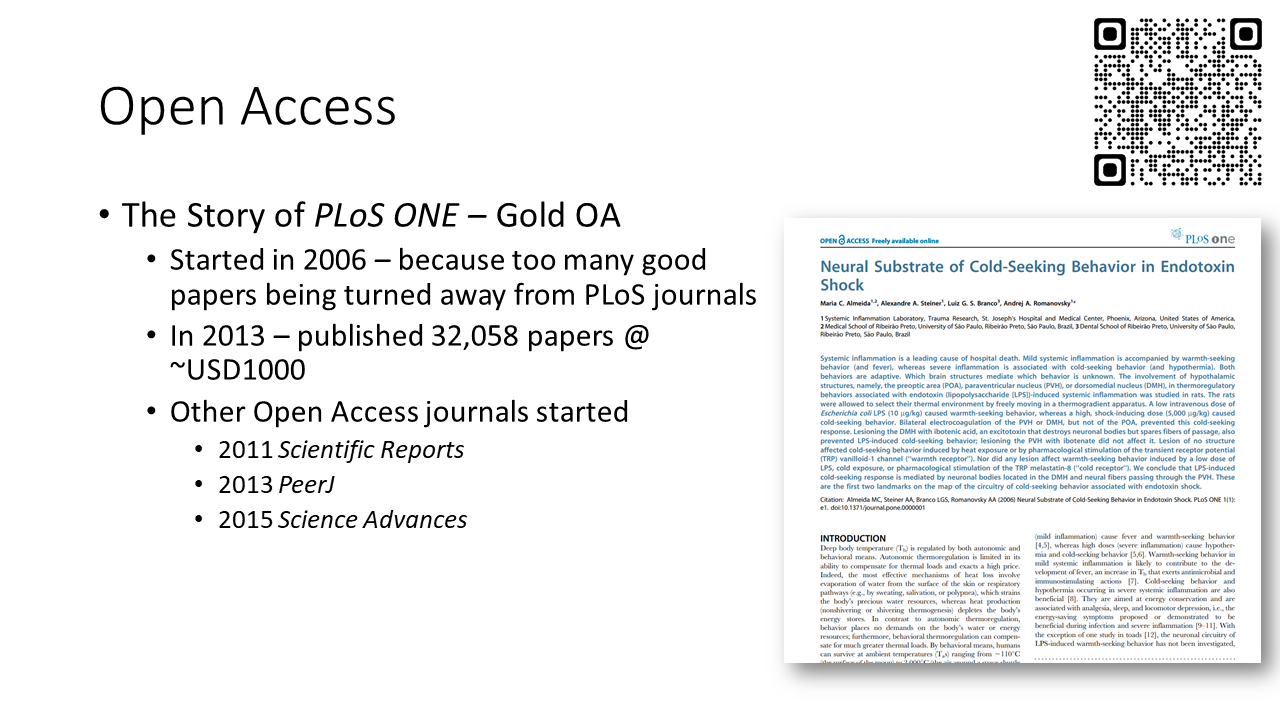 Open Access
• The Story of PLoS ONE – Gold OA
• Started in 2006 – because too many good
papers being turned away from PLoS journals
• In 2013 – published 32,058 papers @
~USD1000
• Other Open Access journals started
• 2011 Scientific Reports
• 2013 PeerJ
• 2015 Science Advances
OPEN ACCESS Freely available online
PLoS one
Neural Substrate of Cold-Seeking Behavior in Endotoxin
Shock
Maria C. Almeida1,2, Alexandre A. Steiner1, Luiz G. S. Branco3, Andrej A. Romanovsky1*
1 Systemic Inflammation Laboratory, Trauma Research, St. Joseph's Hospital and Medical Center, Phoenix, Arizona, United States of America,
2 Medical School of Ribeirão Preto, University of São Paulo, Ribeirão Preto, São Paulo, Brazil, 3 Dental School of Ribeirão Preto, University of São Paulo,
Ribeirão Preto, São Paulo, Brazil
Systemic inflammation is a leading cause of hospital death. Mild systemic inflammation is accompanied by warmth-seeking
behavior (and fever), whereas severe inflammation is associated with cold-seeking behavior (and hypothermia). Both
behaviors are adaptive. Which brain structures mediate which behavior is unknown. The involvement of hypothalamic
structures, namely, the preoptic area (POA), paraventricular nucleus (PVH), or dorsomedial nucleus (DMH), in thermoregulatory
behaviors associated with endotoxin (lipopolysaccharide [LPS])-induced systemic inflammation was studied in rats. The rats
were allowed to select their thermal environment by freely moving in a thermogradient apparatus. A low intravenous dose of
Escherichia coli LPS (10 μg/kg) caused warmth-seeking behavior, whereas a high, shock-inducing dose (5,000 μg/kg) caused
cold-seeking behavior. Bilateral electrocoagulation of the PVH or DMH, but not of the POA, prevented this cold-seeking
response. Lesioning the DMH with ibotenic acid, an excitotoxin that destroys neuronal bodies but spares fibers of passage, also
prevented LPS-induced cold-seeking behavior; lesioning the PVH with ibotenate did not affect it. Lesion of no structure
affected cold-seeking behavior induced by heat exposure or by pharmacological stimulation of the transient receptor potential
(TRP) vanilloid-1 channel ("warmth receptor"). Nor did any lesion affect warmth-seeking behavior induced by a low dose of
LPS, cold exposure, or pharmacological stimulation of the TRP melastatin-8 ("cold receptor"). We conclude that LPS-induced
cold-seeking response is mediated by neuronal bodies located in the DMH and neural fibers passing through the PVH. These
are the first two landmarks on the map of the circuitry of cold-seeking behavior associated with endotoxin shock.
Citation: Almeida MC, Steiner AA, Branco LGS, Romanovsky AA (2006) Neural Substrate of Cold-Seeking Behavior in Endotoxin Shock. PLoS ONE 1(1):
e1. doi:10.1371/journal.pone.0000001
INTRODUCTION
Deep body temperature (Tb) is regulated by both autonomic and
behavioral means. Autonomic thermoregulation is limited in its
ability to compensate for thermal loads and exacts a high price.
Indeed, the most effective mechanisms of heat loss involve
evaporation of water from the surface of the skin or respiratory
pathways (e.g., by sweating, salivation, or polypnea), which strains
the body's precious water resources, whereas heat production
(nonshivering or shivering thermogenesis) depletes the body's
energy stores. In contrast to autonomic thermoregulation,
behavior places no demands on the body's water or energy
resources; furthermore, behavioral thermoregulation can compen-
sate for much greater thermal loads. By behavioral means, humans
can survive at ambient temperatures (Tas) ranging from −110°C
(mild inflammation) cause fever and warmth-seeking behavior
[4,5], whereas high doses (severe inflammation) cause hypother-
mia and cold-seeking behavior [5,6]. Warmth-seeking behavior in
mild systemic inflammation is likely to contribute to the de-
velopment of fever, an increase in Tb that exerts antimicrobial and
immunostimulating actions [7]. Cold-seeking behavior and
hypothermia occurring in severe systemic inflammation are also
beneficial [8]. They are aimed at energy conservation and are
associated with analgesia, sleep, and locomotor depression, i.e., the
energy-saving symptoms proposed or demonstrated to be
beneficial during infection and severe inflammation [9–11]. With
the exception of one study in toads [12], the neuronal circuitry of
LPS-induced warmth-seeking behavior has not been investigated,